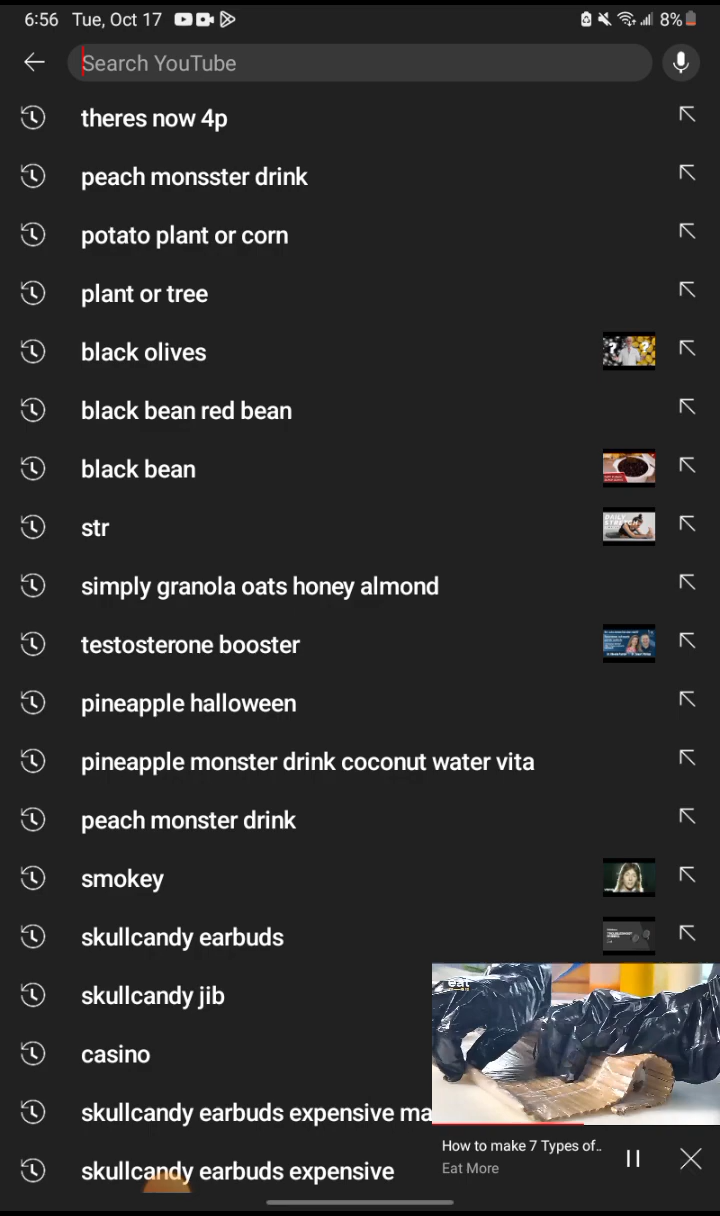 6:56 Tue, Oct 17 8%
Search YouTube
theres now 4p
peach monsster drink
potato plant or corn
plant or tree
black olives
black bean red bean
black bean
str
simply granola oats honey almond
testosterone booster
pineapple halloween
pineapple monster drink coconut water vita
peach monster drink
smokey
skullcandy earbuds
skullcandy jib
eat
casino
skullcandy earbuds expensive ma
How to make 7 Types of..
Eat More
skullcandy earbuds expensive